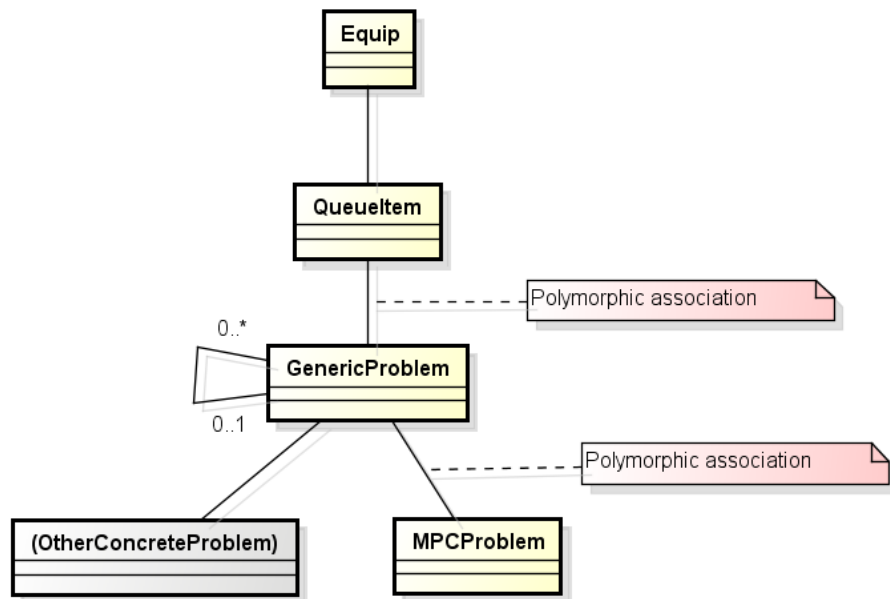 Equip
QueueItem
Polymorphic association
0..*
GenericProblem
0..1
Polymorphic association
(OtherConcreteProblem)
MPCProblem